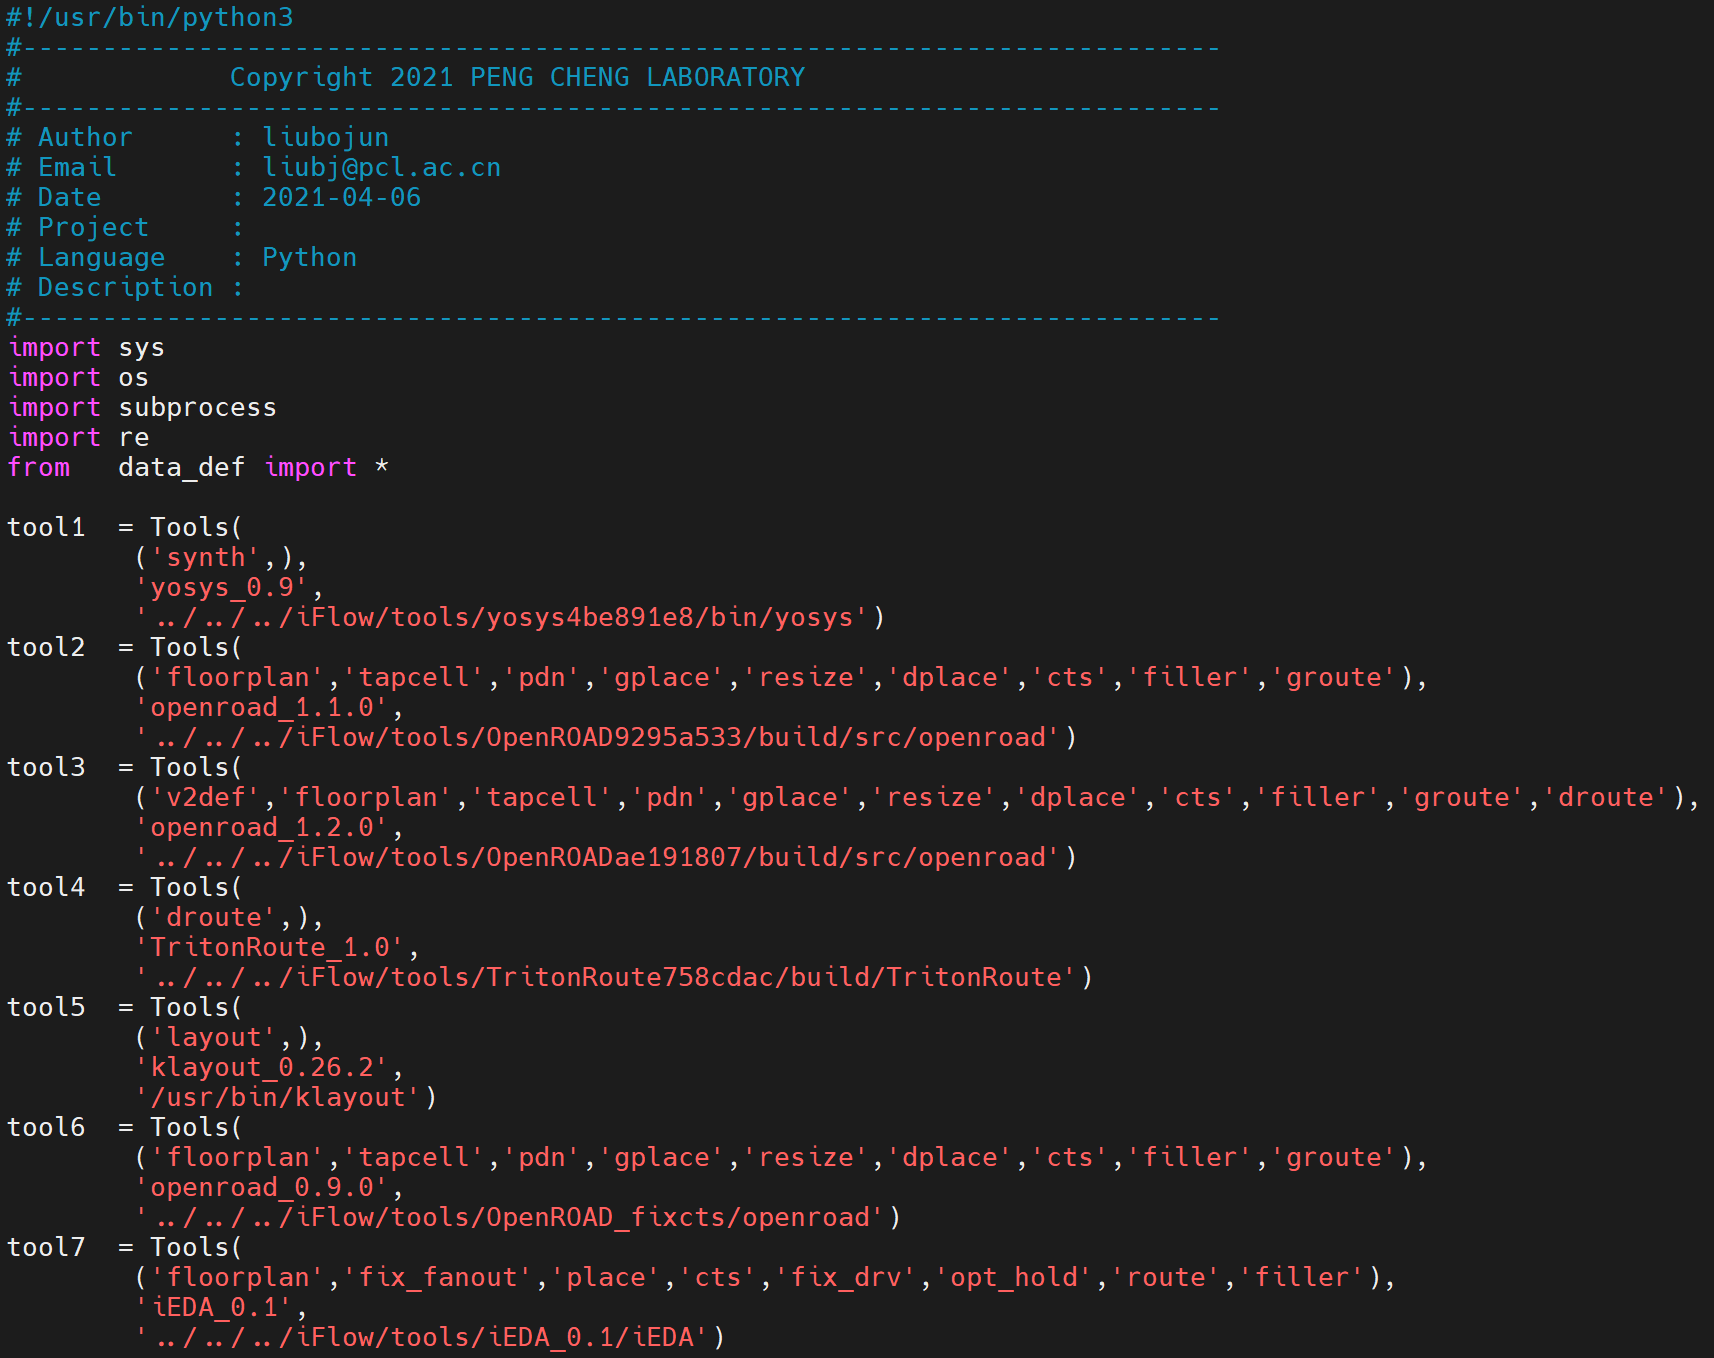 #!/usr/bin/python3
#---------------------------------------------------------------------------
#             Copyright 2021 PENG CHENG LABORATORY
#---------------------------------------------------------------------------
# Author      : liubojun
# Email       : liubj@pcl.ac.cn
# Date        : 2021-04-06
# Project     :
# Language    : Python
# Description :
#---------------------------------------------------------------------------
import sys
import os
import subprocess
import re
from   data_def import *

tool1  = Tools(
        ('synth',),
        'yosys_0.9',
        '../../../iFlow/tools/yosys4be891e8/bin/yosys')
tool2  = Tools(
        ('floorplan','tapcell','pdn','gplace','resize','dplace','cts','filler','groute'),
        'openroad_1.1.0',
        '../../../iFlow/tools/OpenROAD9295a533/build/src/openroad')
tool3  = Tools(
        ('v2def','floorplan','tapcell','pdn','gplace','resize','dplace','cts','filler','groute','droute'),
        'openroad_1.2.0',
        '../../../iFlow/tools/OpenROADae191807/build/src/openroad')
tool4  = Tools(
        ('droute',),
        'TritonRoute_1.0',
        '../../../iFlow/tools/TritonRoute758cdac/build/TritonRoute')
tool5  = Tools(
        ('layout',),
        'klayout_0.26.2',
        '/usr/bin/klayout')
tool6  = Tools(
        ('floorplan','tapcell','pdn','gplace','resize','dplace','cts','filler','groute'),
        'openroad_0.9.0',
        '../../../iFlow/tools/OpenROAD_fixcts/openroad')
tool7  = Tools(
        ('floorplan','fix_fanout','place','cts','fix_drv','opt_hold','route','filler'),
        'iEDA_0.1',
        '../../../iFlow/tools/iEDA_0.1/iEDA')